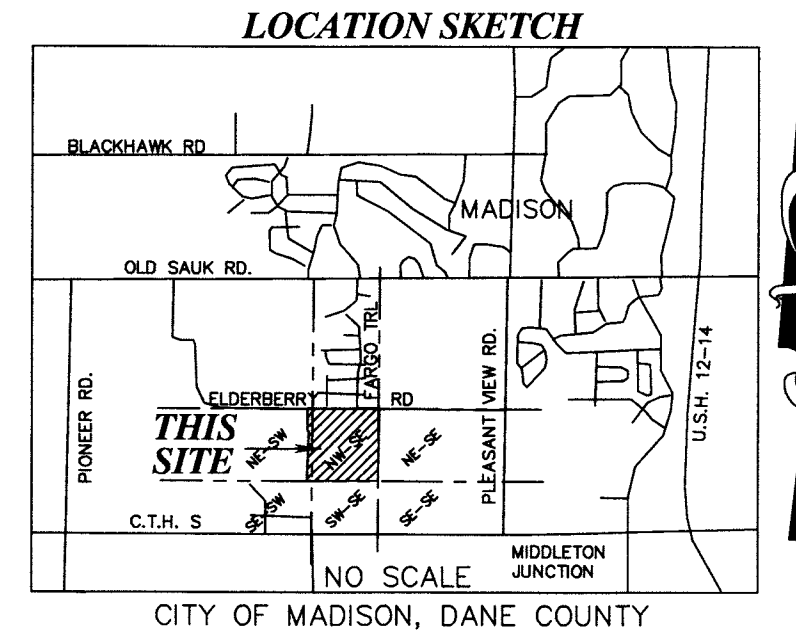 LOCATION SKETCH
BLACKHAWK RD
MADISON
OLD SAUK RD.
FARGO TRL
PIONEER RD.
PLEASANT VIEW RD.
U.S.H. 12-14
ELDERBERRY RD
THIS
SITE
NE-SW
NW-SE
NE-SE
SE-SW
SW-SE
SE-SE
C.T.H. S
MIDDLETON
JUNCTION
NO SCALE
CITY OF MADISON, DANE COUNTY